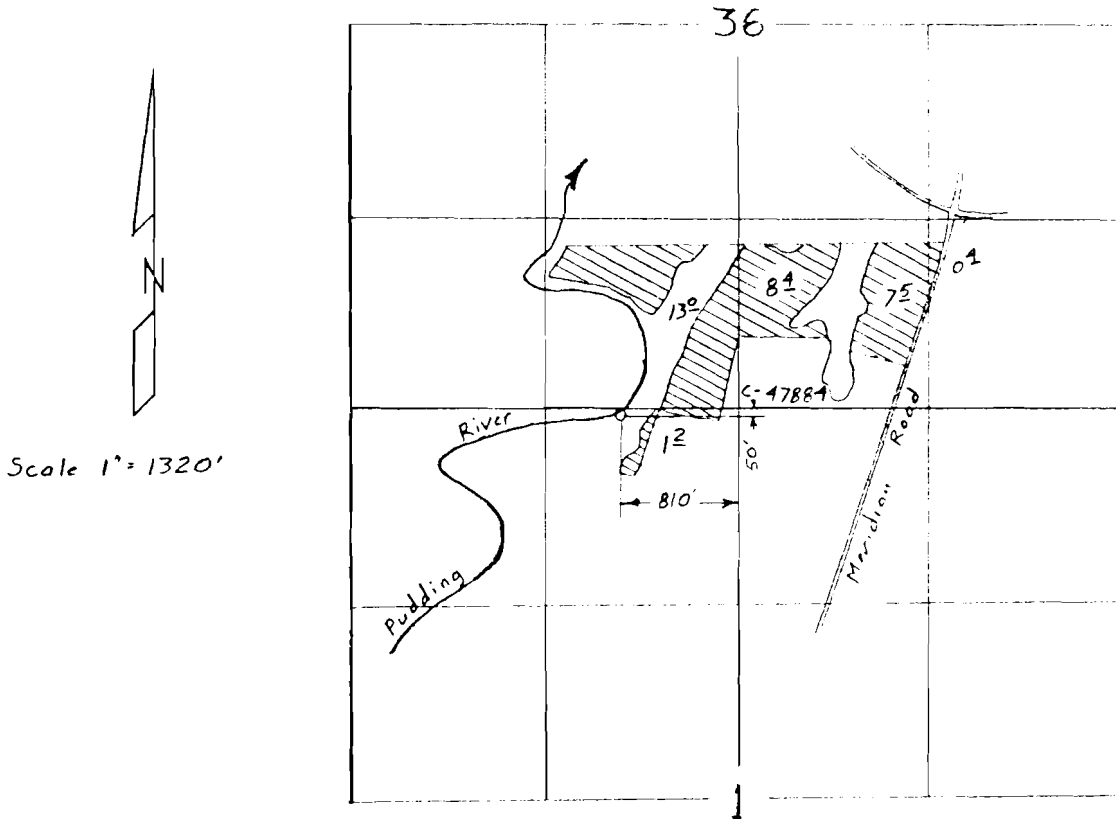 36
N
Scale 1" = 1320'
13 0
8 4
7 5
0 4
C-47884
River
1 2
50'
810'
Meridian Road
Pudding
1